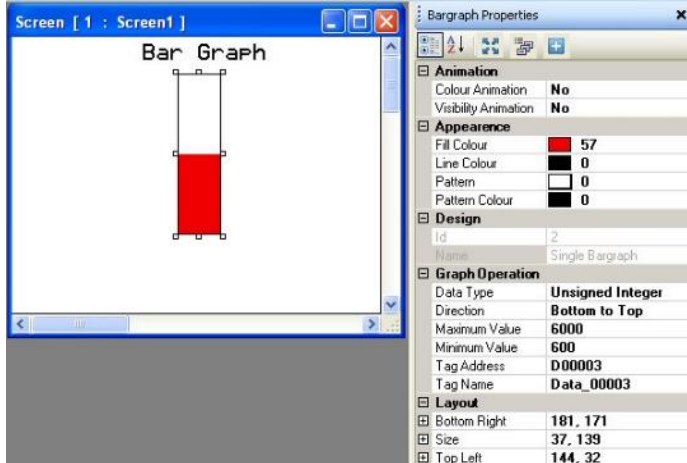 Screen [ 1 : Screen1 ]
Bar Graph
Bargraph Properties
Animation
Colour Animation No
Visibility Animation No
Appearence
Fill Colour 57
Line Colour 0
Pattern 0
Pattern Colour 0
Design
Id 2
Name Single Bargraph
Graph Operation
Data Type Unsigned Integer
Direction Bottom to Top
Maximum Value 6000
Minimum Value 600
Tag Address D00003
Tag Name Data_00003
Layout
Bottom Right 181, 171
Size 37, 139
Top Left 144, 32